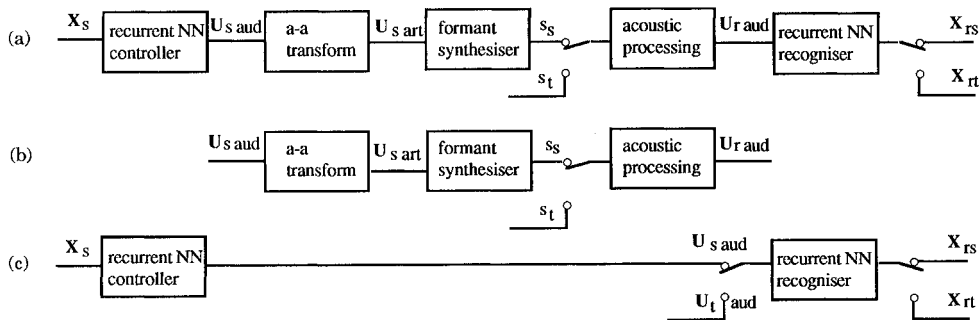 (a)
X s
recurrent NN
controller
U s aud
a-a
transform
U s art
formant
synthesiser
s s
s t
acoustic
processing
U r aud
recurrent NN
recogniser
X rs
X rt
(b)
U s aud
a-a
transform
U s art
formant
synthesiser
s s
s t
acoustic
processing
U r aud
(c)
X s
recurrent NN
controller
U s aud
U t aud
recurrent NN
recogniser
X rs
X rt